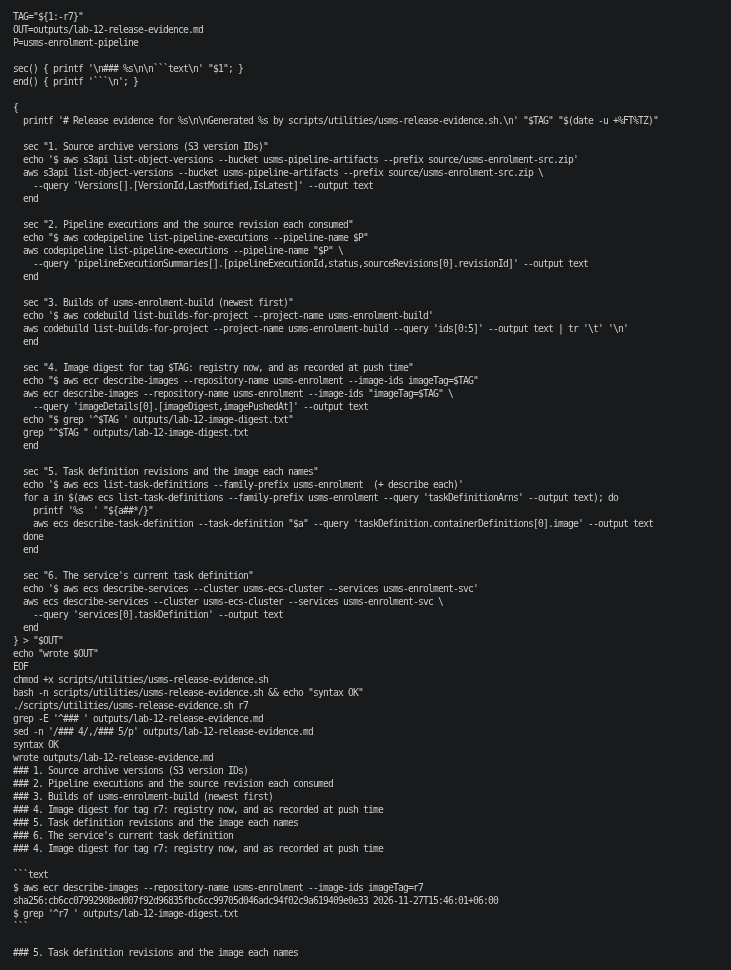 TAG="${1:-r7}"
OUT=outputs/lab-12-release-evidence.md
P=usms-enrolment-pipeline

sec() { printf '\n### %s\n\n```text\n' "$1"; }
end() { printf '```\n'; }

{
  printf '# Release evidence for %s\n\nGenerated %s by scripts/utilities/usms-release-evidence.sh.\n' "$TAG" "$(date -u +%FT%TZ)"

  sec "1. Source archive versions (S3 version IDs)"
  echo '$ aws s3api list-object-versions --bucket usms-pipeline-artifacts --prefix source/usms-enrolment-src.zip'
  aws s3api list-object-versions --bucket usms-pipeline-artifacts --prefix source/usms-enrolment-src.zip \
    --query 'Versions[].[VersionId,LastModified,IsLatest]' --output text
  end

  sec "2. Pipeline executions and the source revision each consumed"
  echo "$ aws codepipeline list-pipeline-executions --pipeline-name $P"
  aws codepipeline list-pipeline-executions --pipeline-name "$P" \
    --query 'pipelineExecutionSummaries[].[pipelineExecutionId,status,sourceRevisions[0].revisionId]' --output text
  end

  sec "3. Builds of usms-enrolment-build (newest first)"
  echo '$ aws codebuild list-builds-for-project --project-name usms-enrolment-build'
  aws codebuild list-builds-for-project --project-name usms-enrolment-build --query 'ids[0:5]' --output text | tr '\t' '\n'
  end

  sec "4. Image digest for tag $TAG: registry now, and as recorded at push time"
  echo "$ aws ecr describe-images --repository-name usms-enrolment --image-ids imageTag=$TAG"
  aws ecr describe-images --repository-name usms-enrolment --image-ids "imageTag=$TAG" \
    --query 'imageDetails[0].[imageDigest,imagePushedAt]' --output text
  echo "$ grep '^$TAG ' outputs/lab-12-image-digest.txt"
  grep "^$TAG " outputs/lab-12-image-digest.txt
  end

  sec "5. Task definition revisions and the image each names"
  echo '$ aws ecs list-task-definitions --family-prefix usms-enrolment  (+ describe each)'
  for a in $(aws ecs list-task-definitions --family-prefix usms-enrolment --query 'taskDefinitionArns' --output text); do
    printf '%s  ' "${a##*/}"
    aws ecs describe-task-definition --task-definition "$a" --query 'taskDefinition.containerDefinitions[0].image' --output text
  done
  end

  sec "6. The service's current task definition"
  echo '$ aws ecs describe-services --cluster usms-ecs-cluster --services usms-enrolment-svc'
  aws ecs describe-services --cluster usms-ecs-cluster --services usms-enrolment-svc \
    --query 'services[0].taskDefinition' --output text
  end
} > "$OUT"
echo "wrote $OUT"
EOF
chmod +x scripts/utilities/usms-release-evidence.sh
bash -n scripts/utilities/usms-release-evidence.sh && echo "syntax OK"
./scripts/utilities/usms-release-evidence.sh r7
grep -E '^### ' outputs/lab-12-release-evidence.md
sed -n '/### 4/,/### 5/p' outputs/lab-12-release-evidence.md
syntax OK
wrote outputs/lab-12-release-evidence.md
### 1. Source archive versions (S3 version IDs)
### 2. Pipeline executions and the source revision each consumed
### 3. Builds of usms-enrolment-build (newest first)
### 4. Image digest for tag r7: registry now, and as recorded at push time
### 5. Task definition revisions and the image each names
### 6. The service's current task definition
### 4. Image digest for tag r7: registry now, and as recorded at push time

```text
$ aws ecr describe-images --repository-name usms-enrolment --image-ids imageTag=r7
sha256:cb6cc07992908ed007f92d96835fbc6cc99705d046adc94f02c9a619409e0e33 2026-11-27T15:46:01+06:00
$ grep '^r7 ' outputs/lab-12-image-digest.txt
```

### 5. Task definition revisions and the image each names